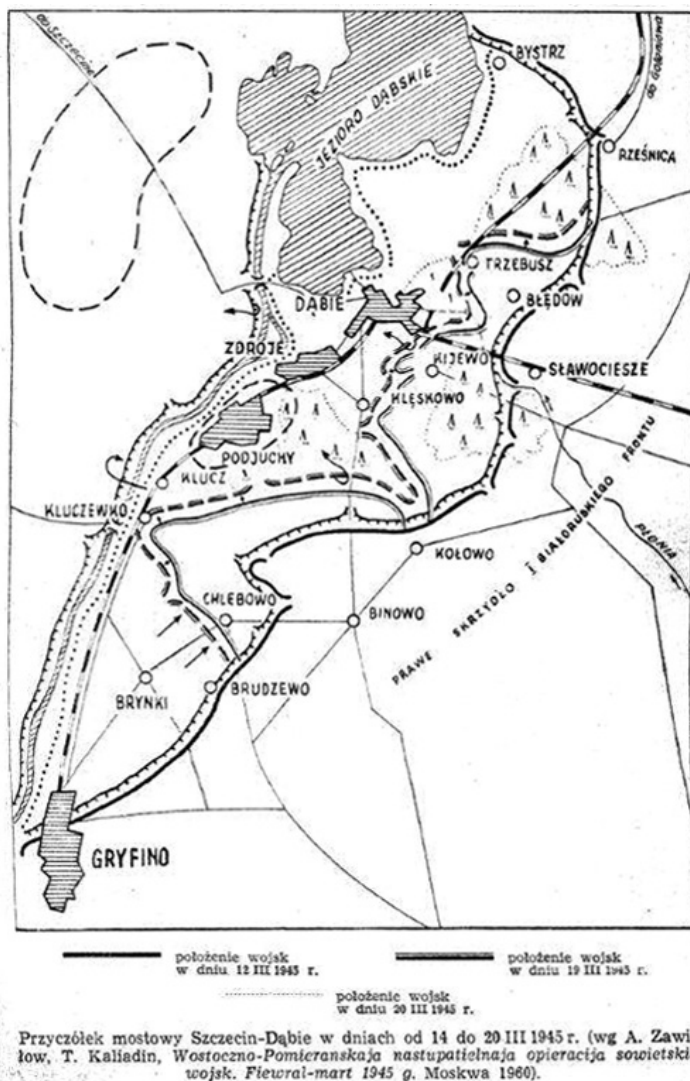 od Szczecina
JEZIORO DĄBSKIE
BYSTRZ
do Goleniowa
RZEŚNICA
TRZEBUSZ
DĄBIE
BŁĘDÓW
ZDROJE
KIJEWO
SŁAWOCIESZE
KLĘSKOWO
PODJUCHY
KLUCZ
KLUCZEWKO
PŁONIA
KOŁOWO
CHLEBOWO
BINOWO
PRAWE SKRZYDŁO I BIAŁORUSKIEGO FRONTU
BRYNKI
BRUDZEWO
GRYFINO
położenie wojsk
w dniu 12 III 1945 r.
położenie wojsk
w dniu 19 III 1945 r.
położenie wojsk
w dniu 20 III 1945 r.
Przyczółek mostowy Szczecin-Dąbie w dniach od 14 do 20 III 1945 r. (wg A. Zawi
łow, T. Kaliadin, Wostoczno-Pomieranskaja nastupatielnaja opieracija sowietski
wojsk. Fiewral-mart 1945 g. Moskwa 1960).